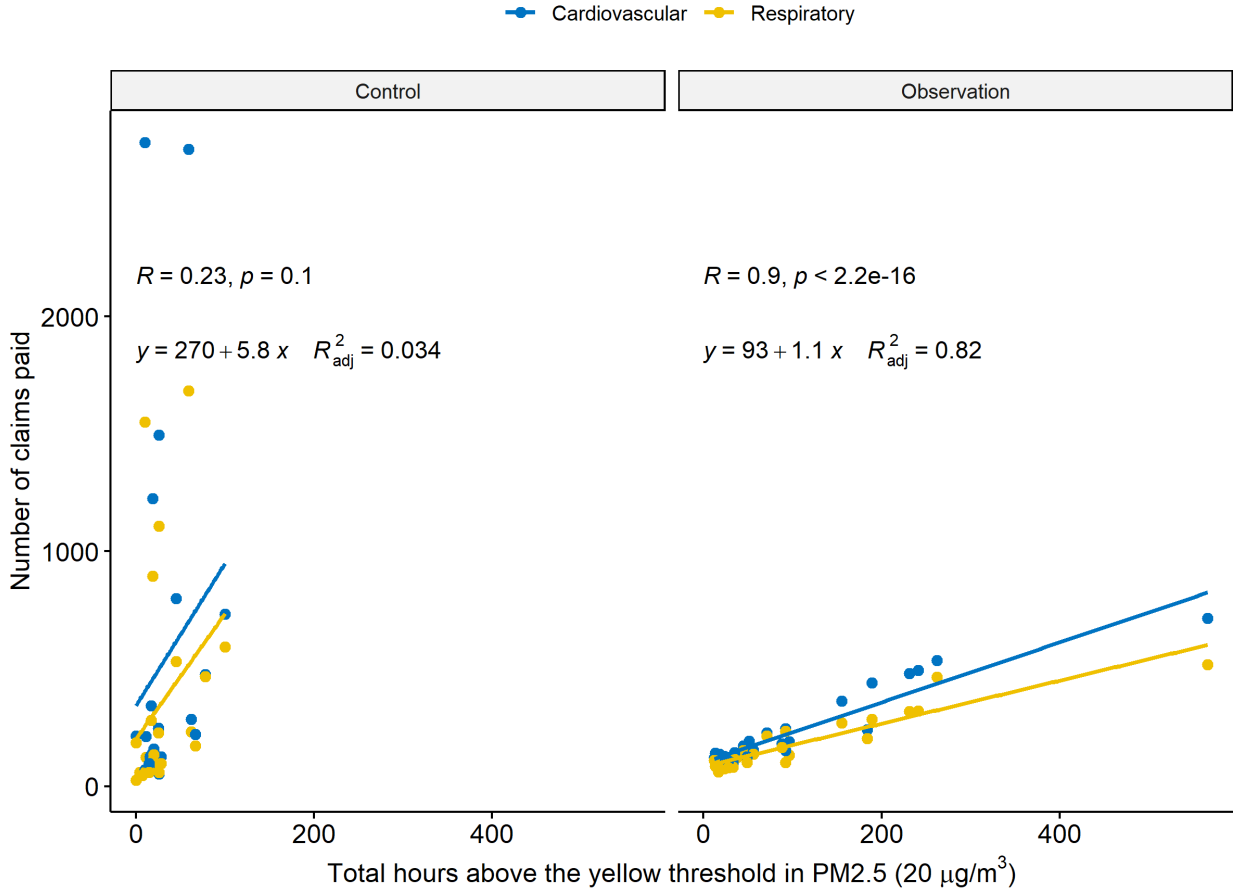 Cardiovascular Respiratory
Control Observation
R = 0.23, p = 0.1 R = 0.9, p < 2.2e-16
y = 270 + 5.8 x R²adj = 0.034 y = 93 + 1.1 x R²adj = 0.82
Number of claims paid
2000
1000
0
0 200 400 0 200 400
Total hours above the yellow threshold in PM2.5 (20 μg/m³)